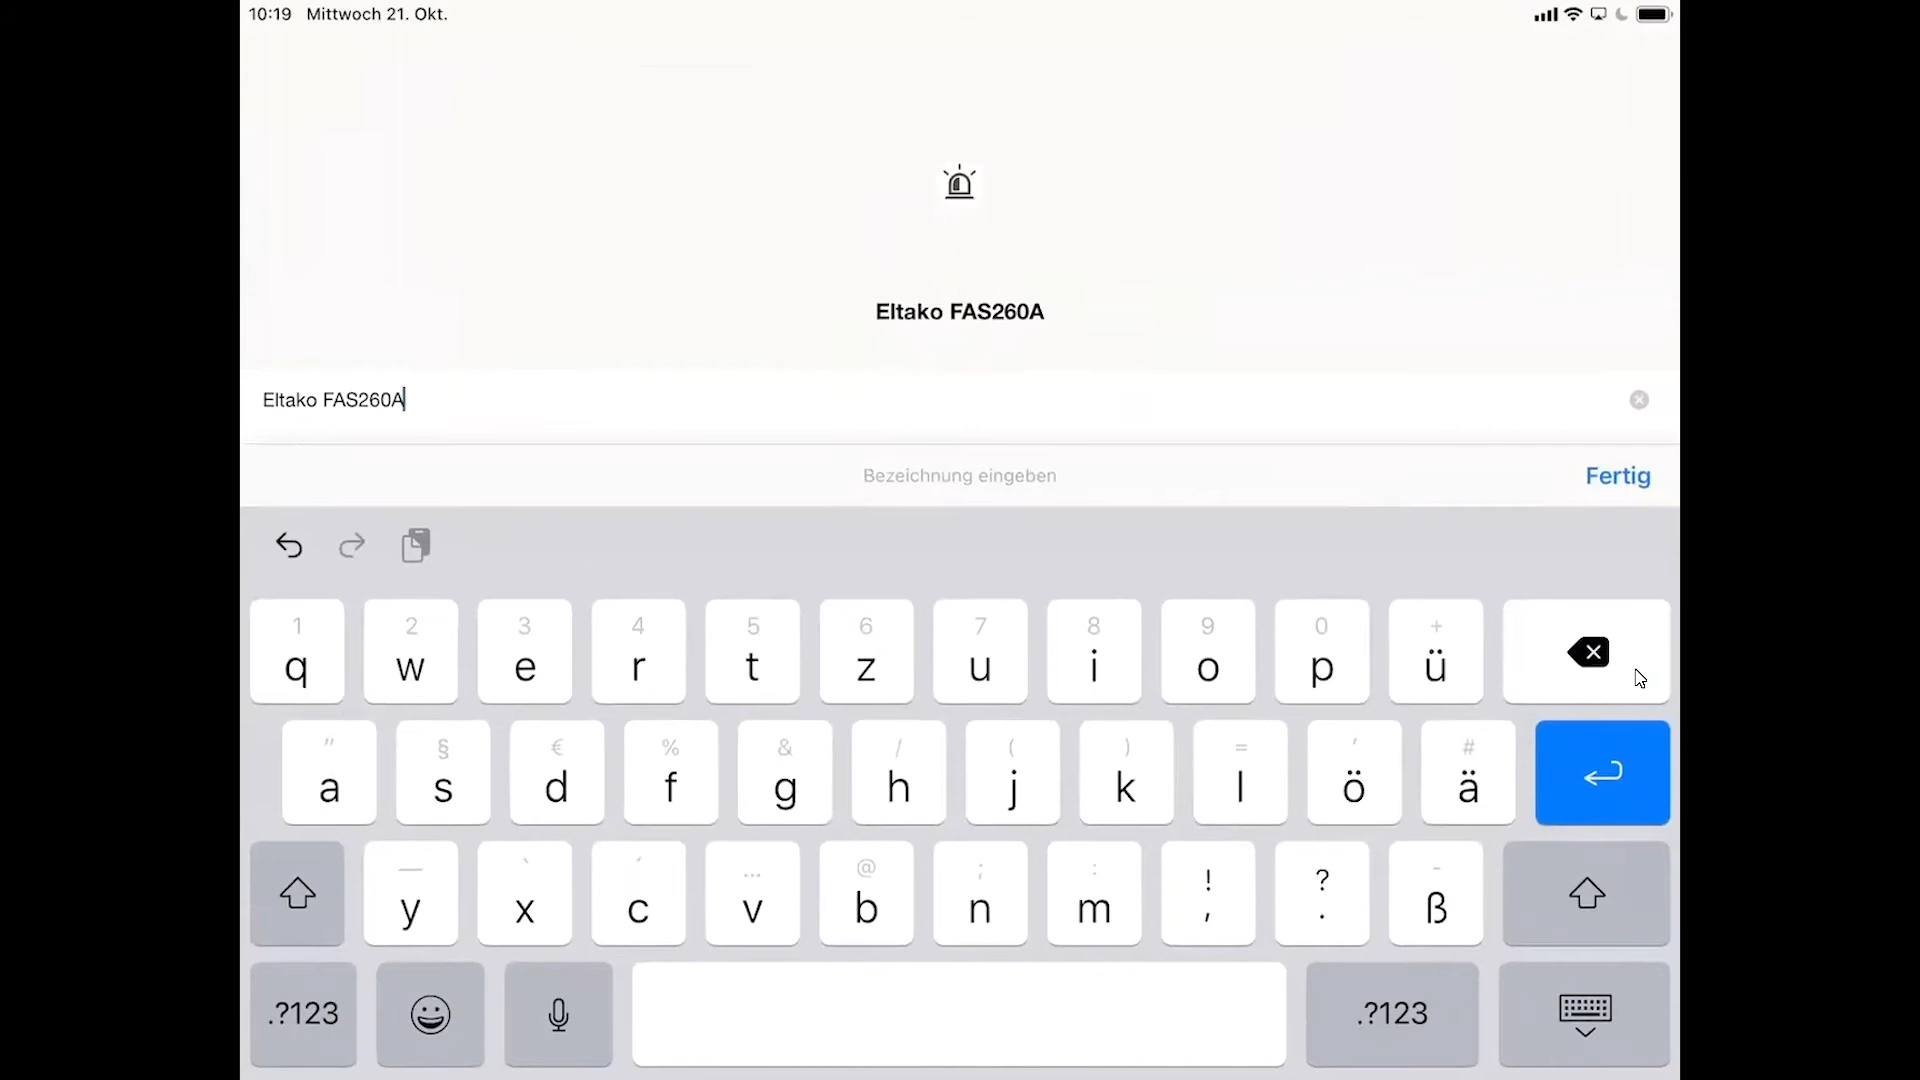 10:19 Mittwoch 21. Okt.
Eltako FAS260A
Eltako FAS260A
Bezeichnung eingeben Fertig
1 2 3 4 5 6 7 8 9 0 +
q w e r t z u i o p ü
" § € % & / ( ) = ' #
a s d f g h j k l ö ä
— ` ´ ... @ ; : ! ? -
y x c v b n m , . ß
.?123 .?123